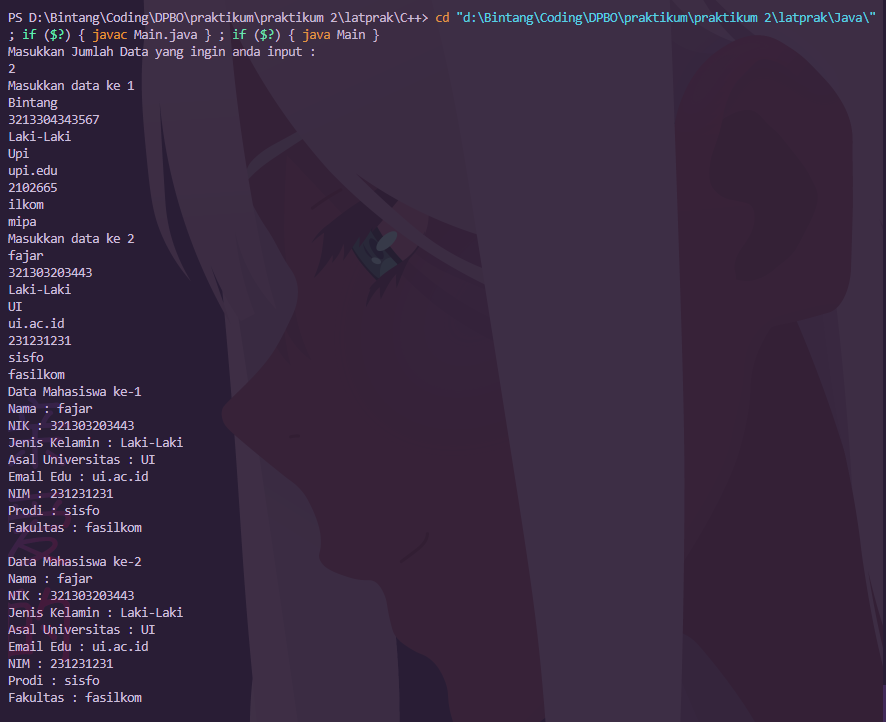 PS D:\Bintang\Coding\DPBO\praktikum\praktikum 2\latprak\C++> cd "d:\Bintang\Coding\DPBO\praktikum\praktikum 2\latprak\Java\"
; if ($?) { javac Main.java } ; if ($?) { java Main }
Masukkan Jumlah Data yang ingin anda input :
2
Masukkan data ke 1
Bintang
3213304343567
Laki-Laki
Upi
upi.edu
2102665
ilkom
mipa
Masukkan data ke 2
fajar
321303203443
Laki-Laki
UI
ui.ac.id
231231231
sisfo
fasilkom
Data Mahasiswa ke-1
Nama : fajar
NIK : 321303203443
Jenis Kelamin : Laki-Laki
Asal Universitas : UI
Email Edu : ui.ac.id
NIM : 231231231
Prodi : sisfo
Fakultas : fasilkom

Data Mahasiswa ke-2
Nama : fajar
NIK : 321303203443
Jenis Kelamin : Laki-Laki
Asal Universitas : UI
Email Edu : ui.ac.id
NIM : 231231231
Prodi : sisfo
Fakultas : fasilkom